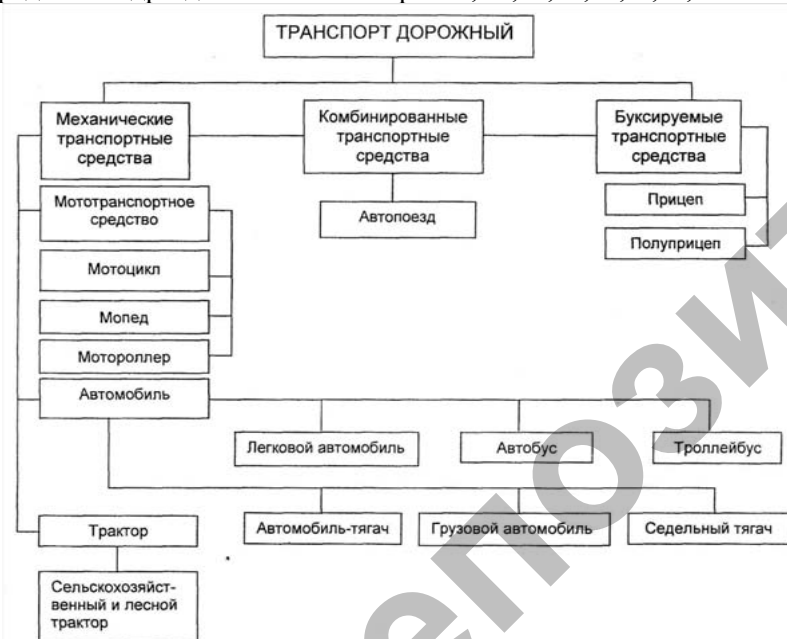 ТРАНСПОРТ ДОРОЖНЫЙ
Механические
транспортные
средства
Комбинированные
транспортные
средства
Буксируемые
транспортные
средства
Мототранспортное
средство
Автопоезд
Прицеп
Полуприцеп
Мотоцикл
Мопед
Мотороллер
Автомобиль
Легковой автомобиль
Автобус
Троллейбус
Трактор
Автомобиль-тягач
Грузовой автомобиль
Седельный тягач
Сельскохозяйст-
венный и лесной
трактор